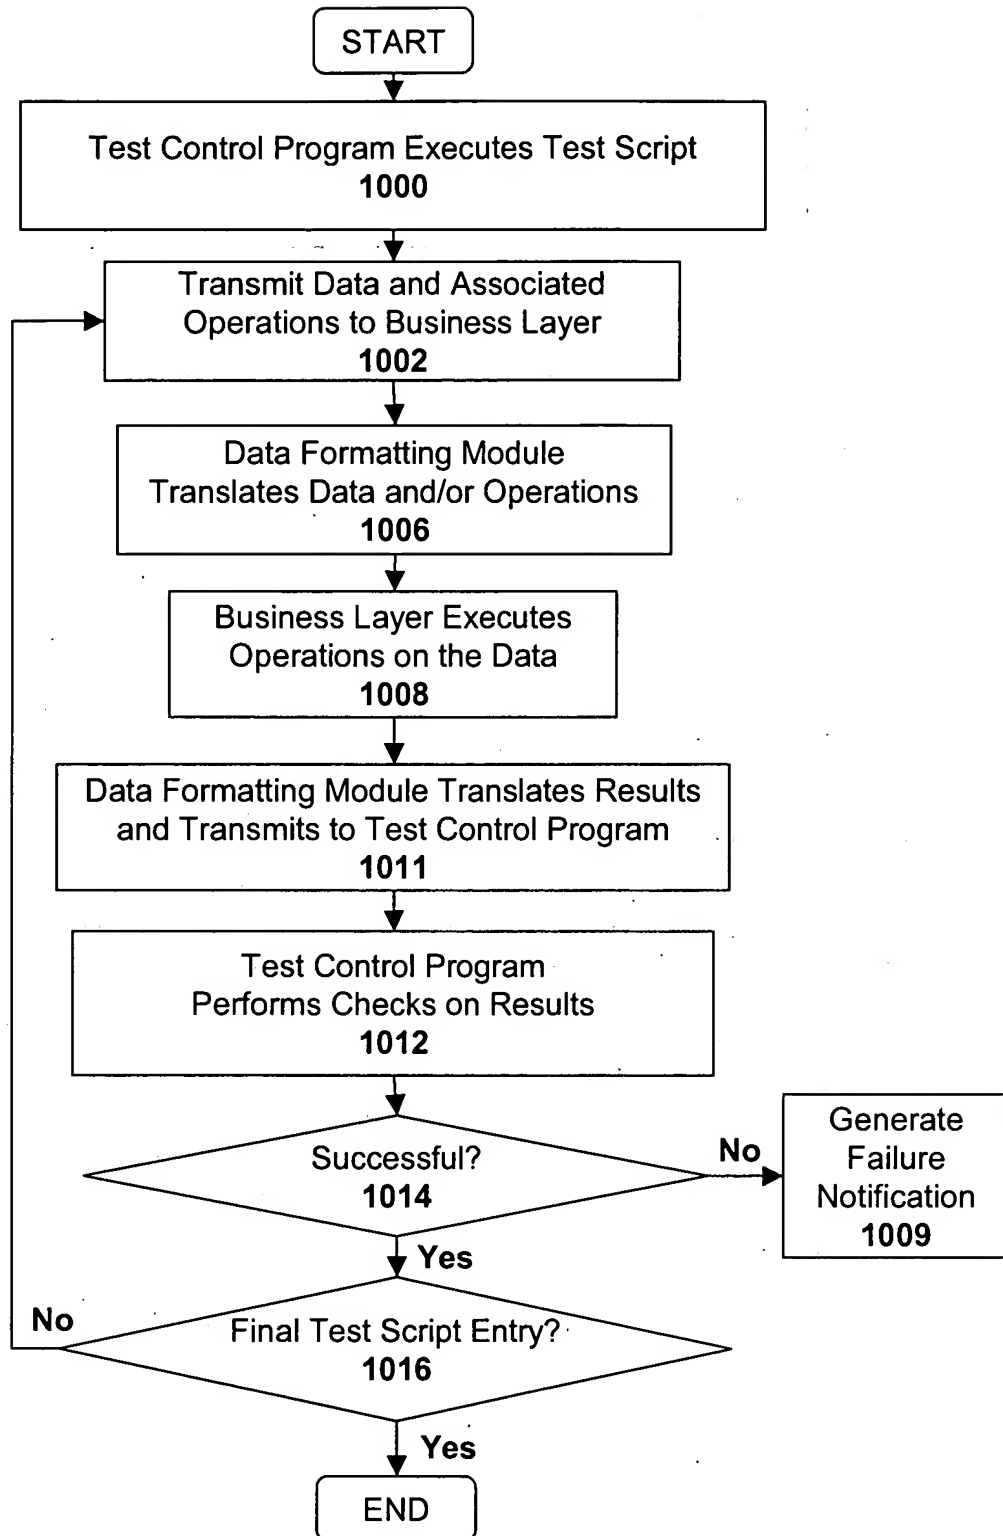 START
Test Control Program Executes Test Script
1000
Transmit Data and Associated
Operations to Business Layer
1002
Data Formatting Module
Translates Data and/or Operations
1006
Business Layer Executes
Operations on the Data
1008
Data Formatting Module Translates Results
and Transmits to Test Control Program
1011
Test Control Program
Performs Checks on Results
1012
Successful?
1014
No
Generate
Failure
Notification
1009
Yes
No
Final Test Script Entry?
1016
Yes
END